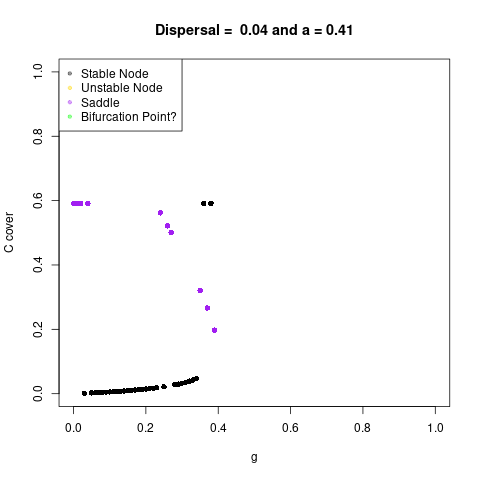 Dispersal =  0.04 and a = 0.41
Stable Node
Unstable Node
Saddle
Bifurcation Point?
C cover
1.0
0.8
0.6
0.4
0.2
0.0
0.0 0.2 0.4 0.6 0.8 1.0
g